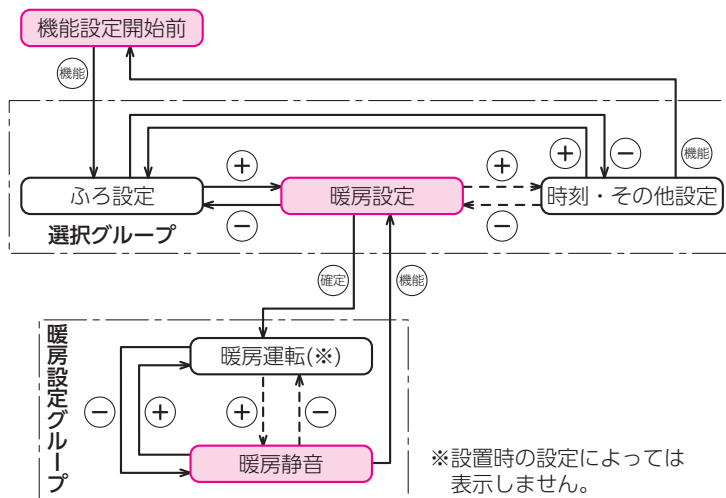 機能設定開始前
機能
＋
－
機能
＋
＋
ふろ設定
暖房設定
時刻・その他設定
－
－
選択グループ
確定
機能
暖房設定グループ
暖房運転(※)
－
＋
＋
－
暖房静音
※設置時の設定によっては
表示しません。